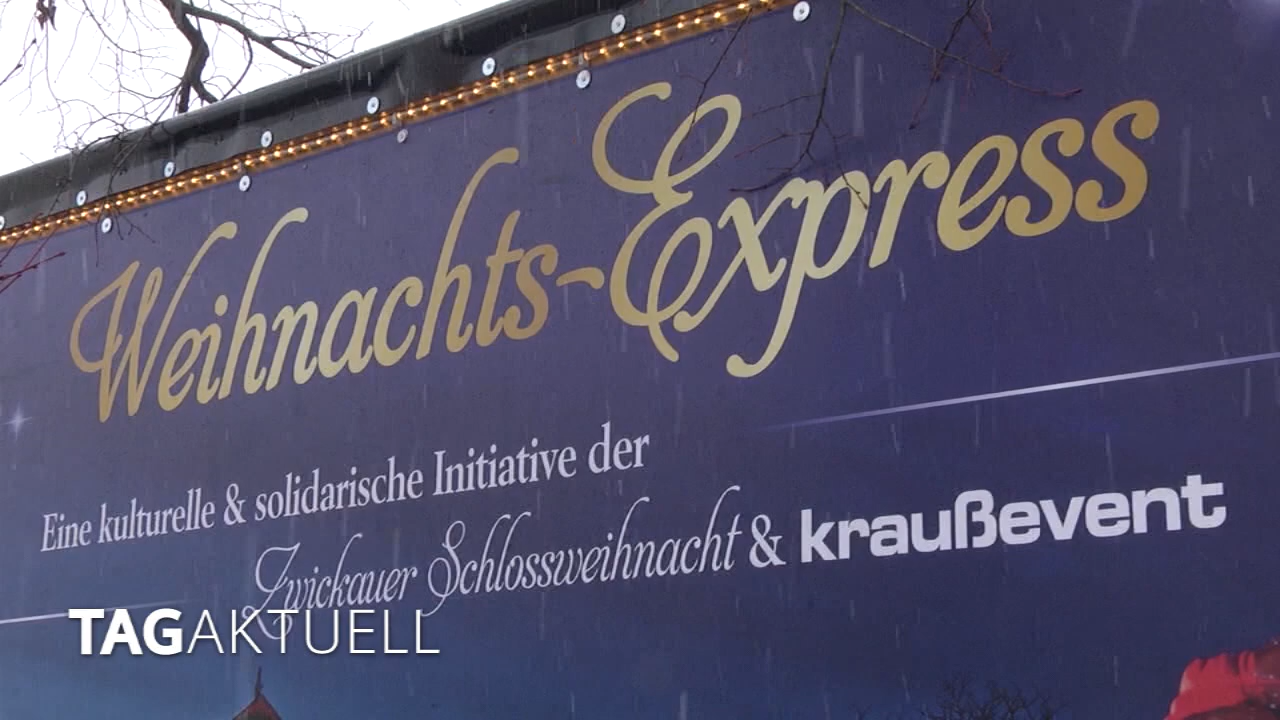 Weihnachts-Express
Eine kulturelle & solidarische Initiative der
Zwickauer Schlossweihnacht & kraußevent
TAGAKTUELL